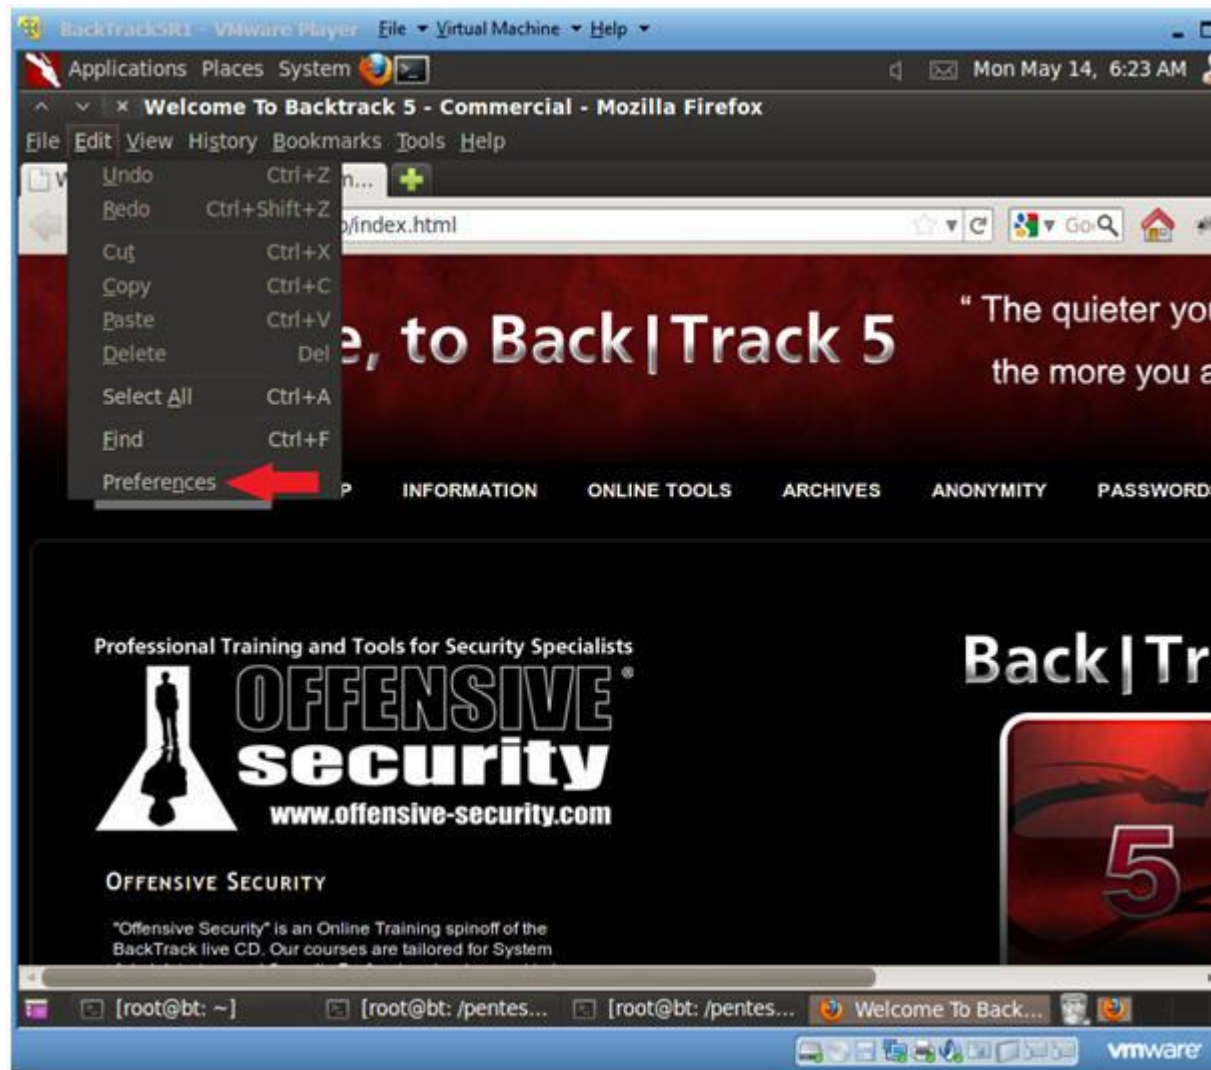 BackTrack5R1 - VMware Player File Virtual Machine Help
Applications Places System Mon May 14, 6:23 AM
Welcome To Backtrack 5 - Commercial - Mozilla Firefox
File Edit View History Bookmarks Tools Help
W n...
Undo Ctrl+Z
Redo Ctrl+Shift+Z
/index.html
Cut Ctrl+X
Copy Ctrl+C
Paste Ctrl+V
Delete Del
Select All Ctrl+A
Find Ctrl+F
Preferences
e, to Back|Track 5
“ The quieter you
the more you a
P INFORMATION ONLINE TOOLS ARCHIVES ANONYMITY PASSWORD
Professional Training and Tools for Security Specialists
OFFENSIVE®
security
www.offensive-security.com
Back|Tr
5
OFFENSIVE SECURITY
"Offensive Security" is an Online Training spinoff of the
BackTrack live CD. Our courses are tailored for System
[root@bt: ~] [root@bt: /pentes... [root@bt: /pentes... Welcome To Back...
vmware